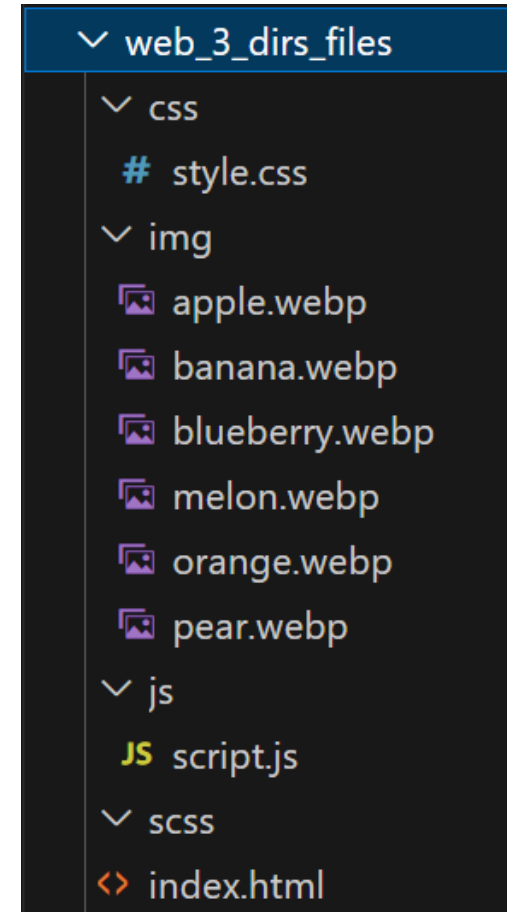 web_3_dirs_files
css
# style.css
img
apple.webp
banana.webp
blueberry.webp
melon.webp
orange.webp
pear.webp
js
JS script.js
scss
<> index.html